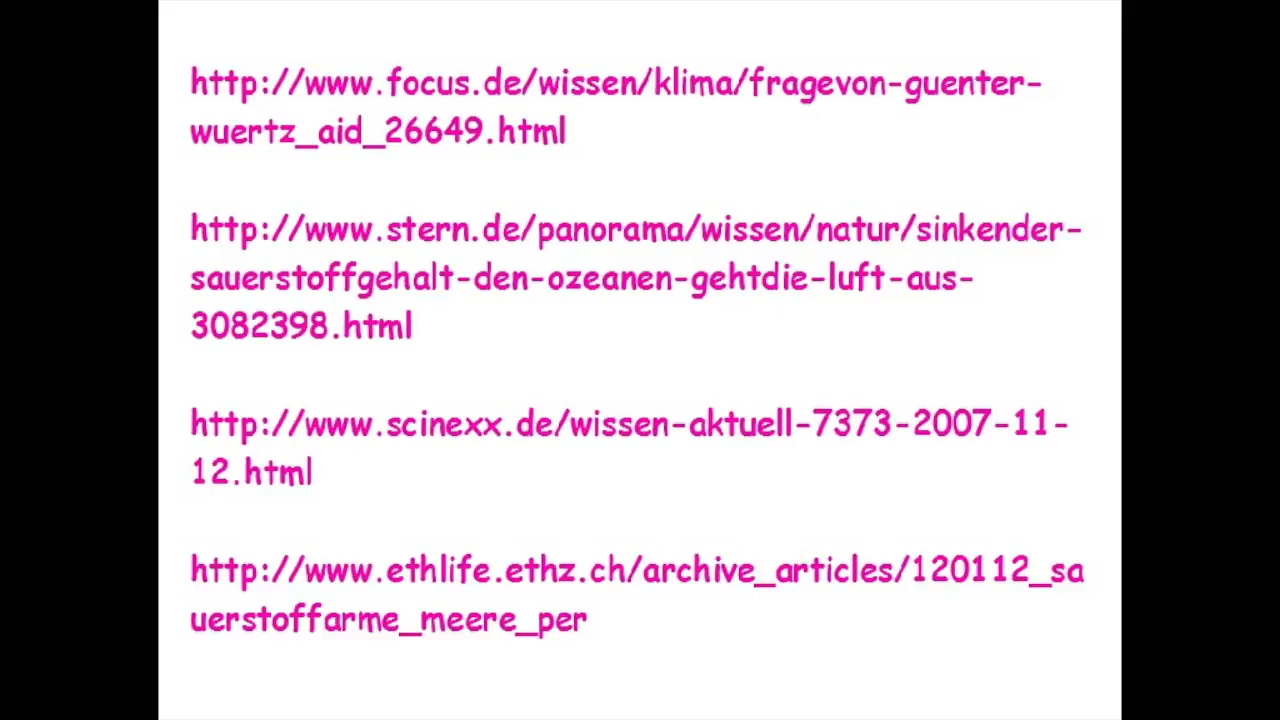 http://www.focus.de/wissen/klima/fragevon-guenter-
wuertz_aid_26649.html
http://www.stern.de/panorama/wissen/natur/sinkender-
sauerstoffgehalt-den-ozeanen-gehtdie-luft-aus-
3082398.html
http://www.scinexx.de/wissen-aktuell-7373-2007-11-
12.html
http://www.ethlife.ethz.ch/archive_articles/120112_sa
uerstoffarme_meere_per